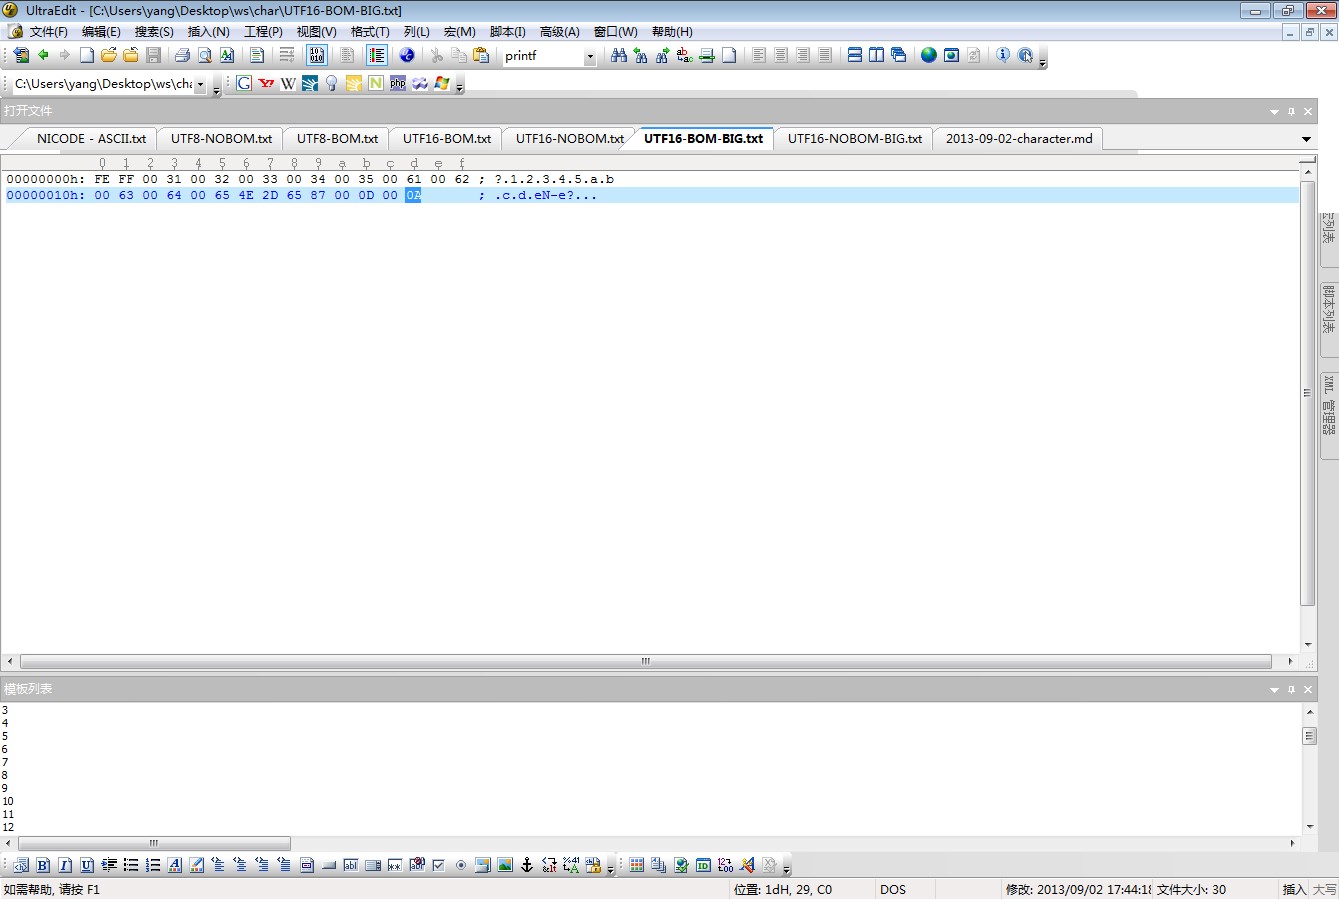 UltraEdit - [C:\Users\yang\Desktop\ws\char\UTF16-BOM-BIG.txt]
文件(F) 编辑(E) 搜索(S) 插入(N) 工程(P) 视图(V) 格式(T) 列(L) 宏(M) 脚本(I) 高级(A) 窗口(W) 帮助(H)
printf
C:\Users\yang\Desktop\ws\cha
打开文件
NICODE - ASCII.txt UTF8-NOBOM.txt UTF8-BOM.txt UTF16-BOM.txt UTF16-NOBOM.txt UTF16-BOM-BIG.txt UTF16-NOBOM-BIG.txt 2013-09-02-character.md
0 1 2 3 4 5 6 7 8 9 a b c d e f
00000000h: FE FF 00 31 00 32 00 33 00 34 00 35 00 61 00 62 ; ?.1.2.3.4.5.a.b
00000010h: 00 63 00 64 00 65 4E 2D 65 87 00 0D 00 0A ; .c.d.eN-e?...
列表
脚本列表
XML 管理器
模板列表
3
4
5
6
7
8
9
10
11
12
如需帮助, 请按 F1 位置: 1dH, 29, C0 DOS 修改: 2013/09/02 17:44:18 文件大小: 30 插入 大写